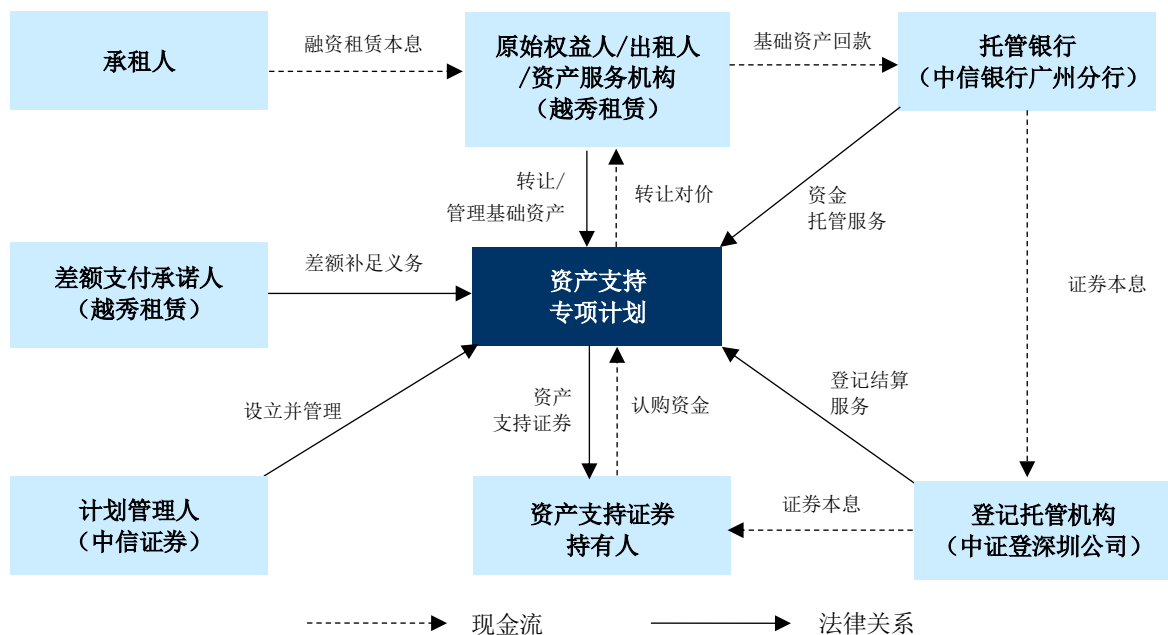 承租人
融资租赁本息
原始权益人/出租人
/资产服务机构
（越秀租赁）
基础资产回款
托管银行
（中信银行广州分行）
转让/
管理基础资产
转让对价
资金
托管服务
差额支付承诺人
（越秀租赁）
差额补足义务
资产支持
专项计划
证券本息
设立并管理
资产
支持证券
认购资金
登记结算
服务
计划管理人
（中信证券）
资产支持证券
持有人
证券本息
登记托管机构
（中证登深圳公司）
现金流
法律关系